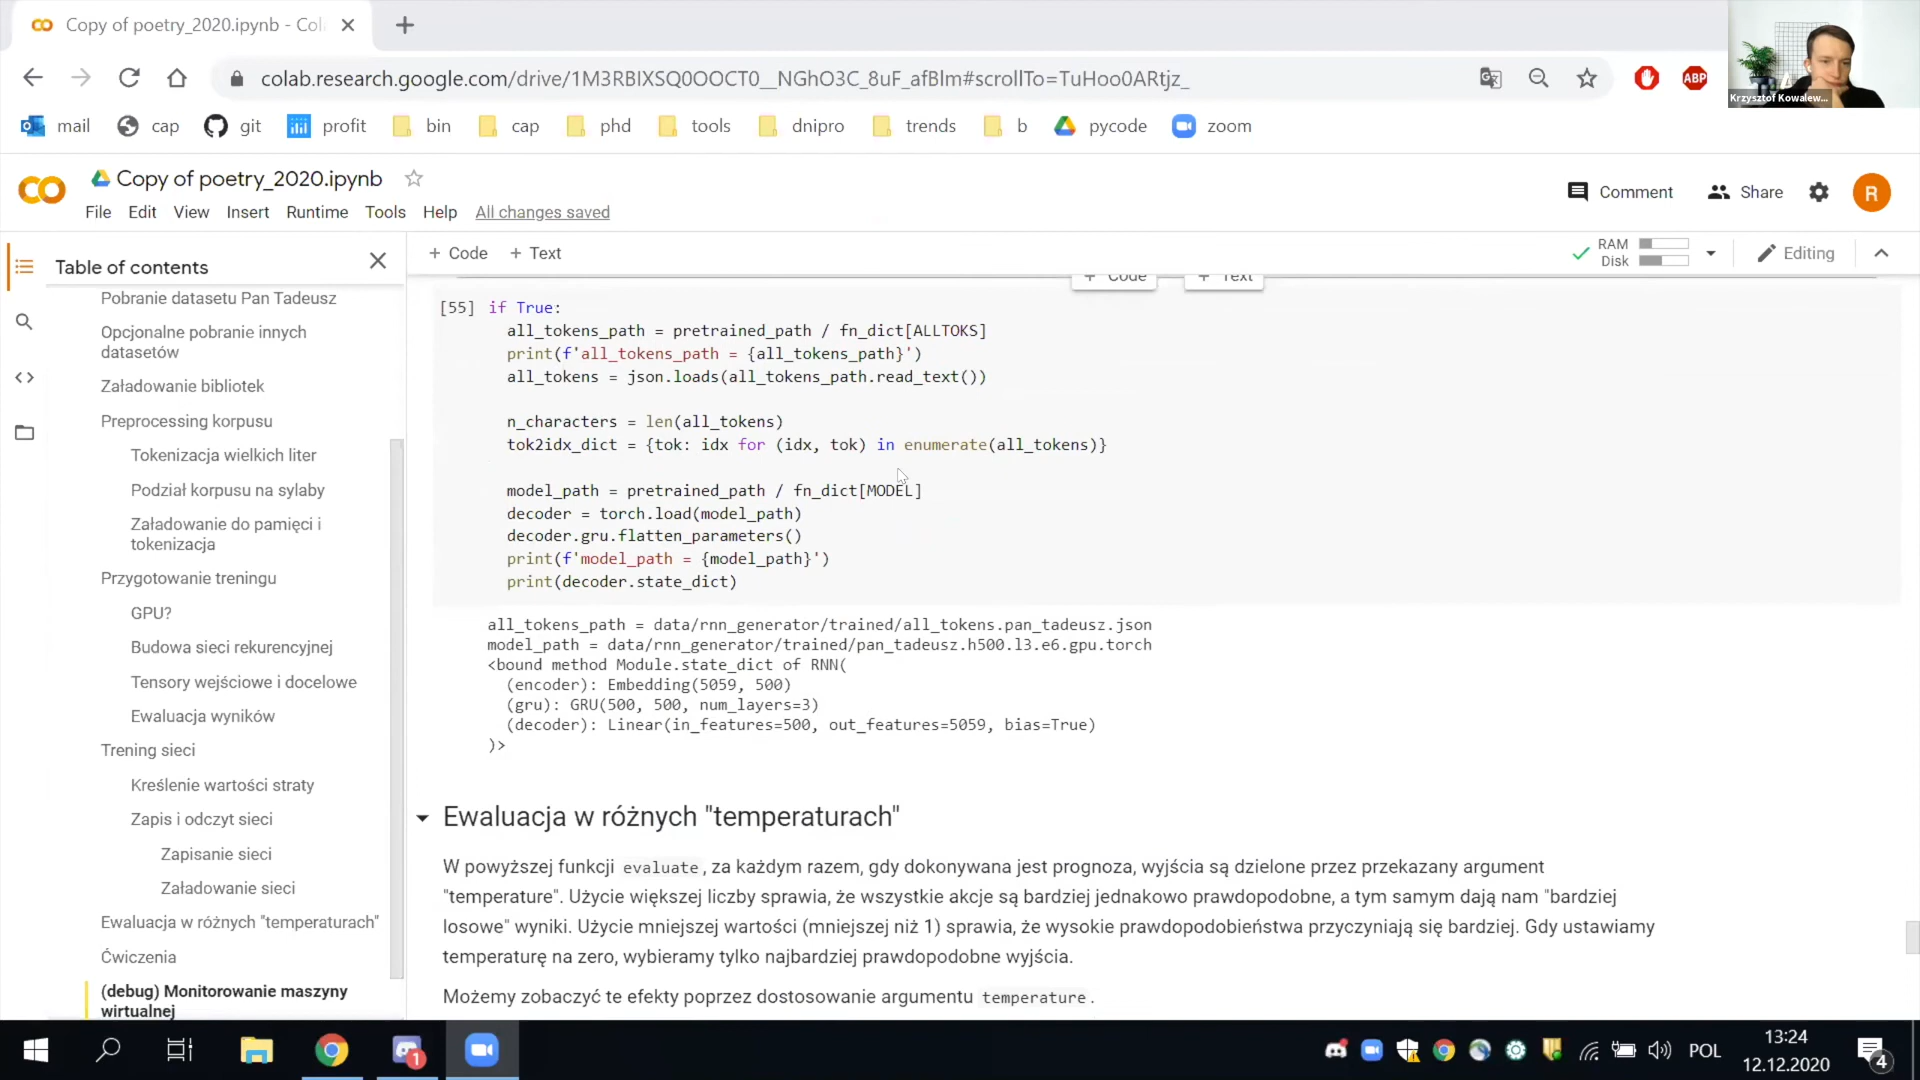 Copy of poetry_2020.ipynb - Col
colab.research.google.com/drive/1M3RBIXSQ0OOCT0__NGhO3C_8uF_afBlm#scrollTo=TuHoo0ARtjz_
ABP
Krzysztof Kowalew...
mail cap git profit bin cap phd tools dnipro trends b pycode zoom
Copy of poetry_2020.ipynb
Comment Share R
File Edit View Insert Runtime Tools Help All changes saved
Table of contents
+ Code + Text
RAM
Disk
Editing
+ Code + Text
Pobranie datasetu Pan Tadeusz
Opcjonalne pobranie innych
datasetów
Załadowanie bibliotek
Preprocessing korpusu
Tokenizacja wielkich liter
Podział korpusu na sylaby
Załadowanie do pamięci i
tokenizacja
Przygotowanie treningu
GPU?
Budowa sieci rekurencyjnej
Tensory wejściowe i docelowe
Ewaluacja wyników
Trening sieci
Kreślenie wartości straty
Zapis i odczyt sieci
Zapisanie sieci
Załadowanie sieci
Ewaluacja w różnych "temperaturach"
Ćwiczenia
(debug) Monitorowanie maszyny
wirtualnej
[55] if True:
all_tokens_path = pretrained_path / fn_dict[ALLTOKS]
print(f'all_tokens_path = {all_tokens_path}')
all_tokens = json.loads(all_tokens_path.read_text())
n_characters = len(all_tokens)
tok2idx_dict = {tok: idx for (idx, tok) in enumerate(all_tokens)}
model_path = pretrained_path / fn_dict[MODEL]
decoder = torch.load(model_path)
decoder.gru.flatten_parameters()
print(f'model_path = {model_path}')
print(decoder.state_dict)
all_tokens_path = data/rnn_generator/trained/all_tokens.pan_tadeusz.json
model_path = data/rnn_generator/trained/pan_tadeusz.h500.l3.e6.gpu.torch
<bound method Module.state_dict of RNN(
(encoder): Embedding(5059, 500)
(gru): GRU(500, 500, num_layers=3)
(decoder): Linear(in_features=500, out_features=5059, bias=True)
)>
Ewaluacja w różnych "temperaturach"
W powyższej funkcji evaluate, za każdym razem, gdy dokonywana jest prognoza, wyjścia są dzielone przez przekazany argument
"temperature". Użycie większej liczby sprawia, że wszystkie akcje są bardziej jednakowo prawdopodobne, a tym samym dają nam "bardziej
losowe" wyniki. Użycie mniejszej wartości (mniejszej niż 1) sprawia, że wysokie prawdopodobieństwa przyczyniają się bardziej. Gdy ustawiamy
temperaturę na zero, wybieramy tylko najbardziej prawdopodobne wyjścia.
Możemy zobaczyć te efekty poprzez dostosowanie argumentu temperature.
1
POL
13:24
12.12.2020
4